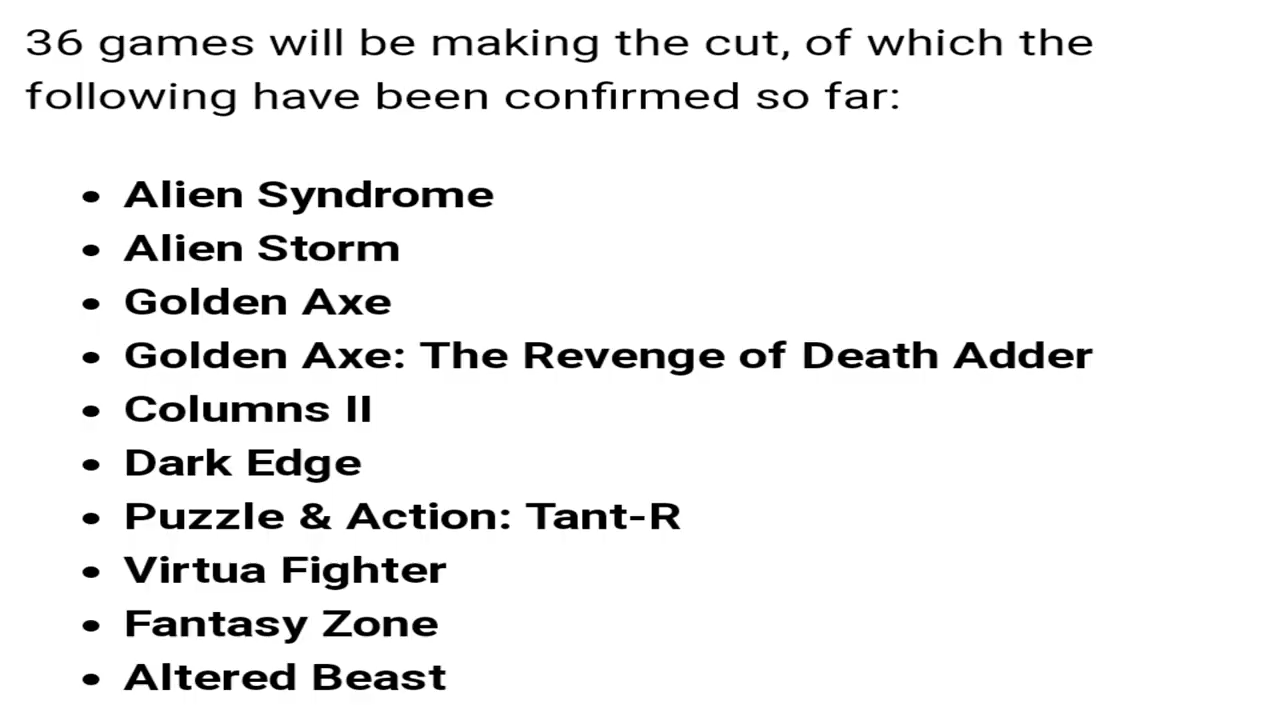 36 games will be making the cut, of which the
following have been confirmed so far:
• Alien Syndrome
• Alien Storm
• Golden Axe
• Golden Axe: The Revenge of Death Adder
• Columns II
• Dark Edge
• Puzzle & Action: Tant-R
• Virtua Fighter
• Fantasy Zone
• Altered Beast